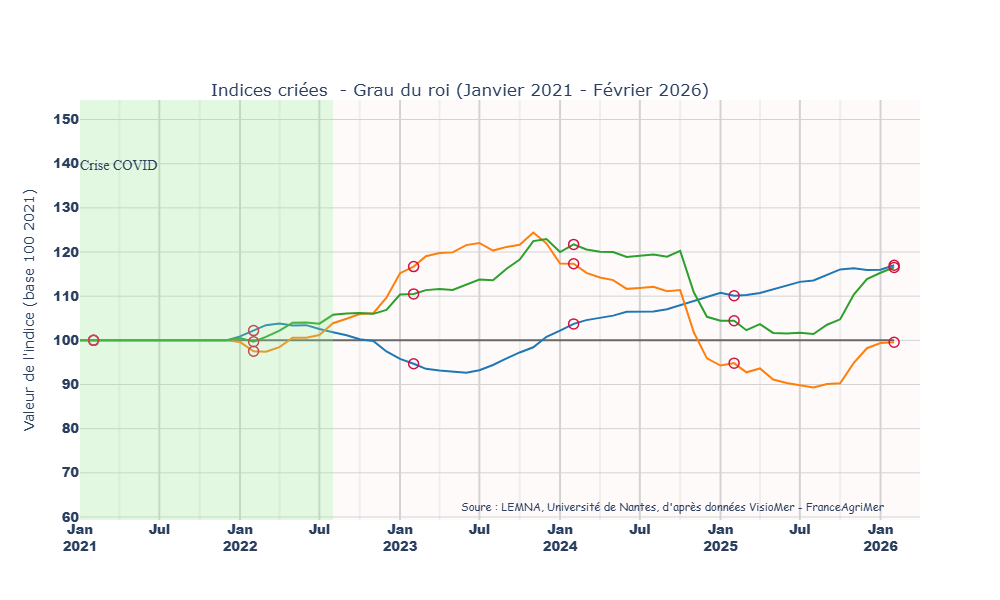 Indices criées  - Grau du roi (Janvier 2021 - Février 2026)
Valeur de l'indice (base 100 2021)
150
140
130
120
110
100
90
80
70
60
Crise COVID
Soure : LEMNA, Université de Nantes, d'après données VisioMer - FranceAgriMer
Jan Jul Jan Jul Jan Jul Jan Jul Jan Jul Jan
2021 2022 2023 2024 2025 2026